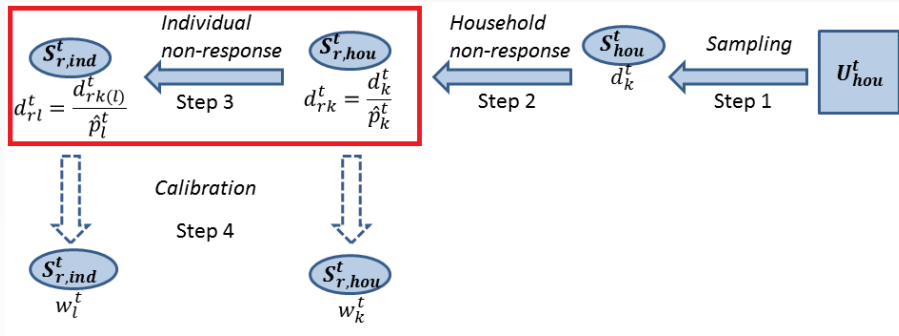 Individual
non-response
Household
non-response
Sampling
S^t_{r,ind}
S^t_{r,hou}
S^t_{hou}
U^t_{hou}
d^t_{rl} = d^t_{rk(l)} / p̂^t_l
Step 3
d^t_{rk} = d^t_k / p̂^t_k
Step 2
d^t_k
Step 1
Calibration
Step 4
S^t_{r,ind}
S^t_{r,hou}
w^t_l
w^t_k